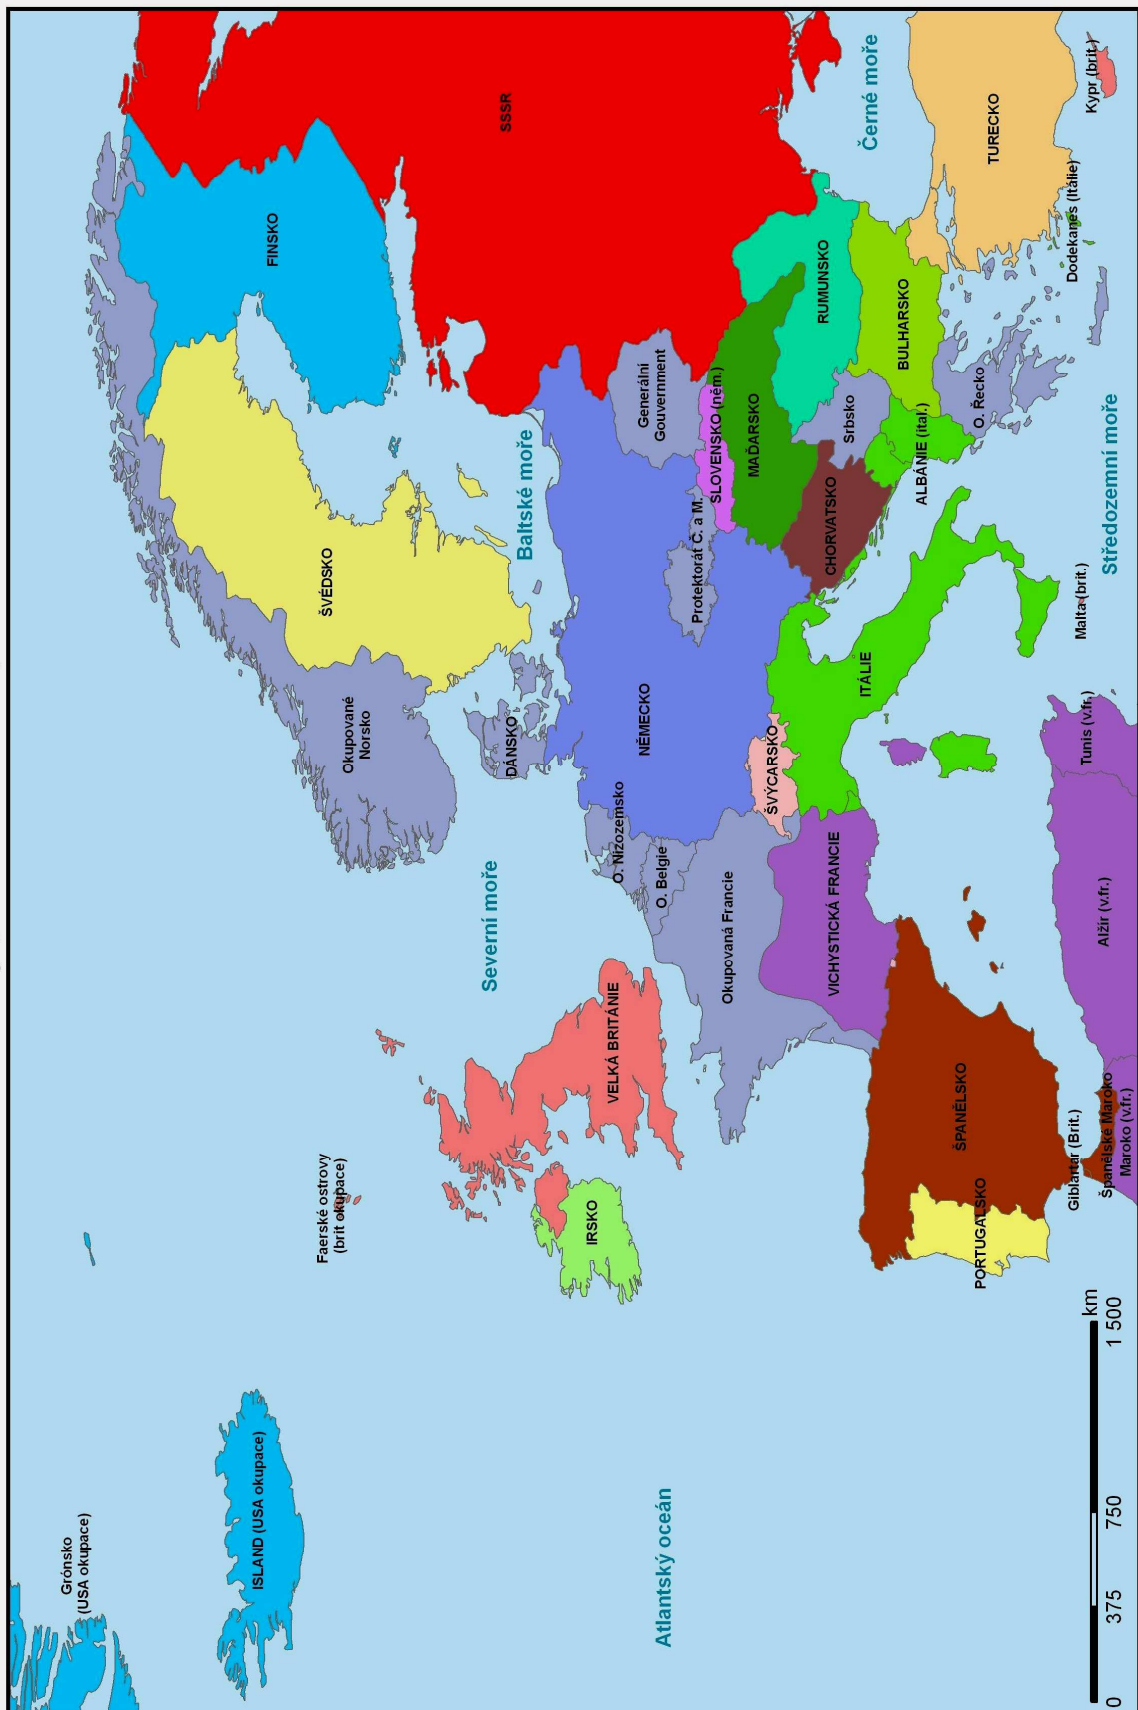 Grónsko
(USA okupace)
ISLAND (USA okupace)
Faerské ostrovy
(brit okupace)
Okupované
Norsko
ŠVÉDSKO
FINSKO
SSSR
Severní moře
Baltské moře
DÁNSKO
IRSKO
VELKÁ BRITÁNIE
O. Nizozemsko
O. Belgie
NĚMECKO
Generální
Gouvernment
Atlantský oceán
Okupovaná Francie
Protektorát Č. a M.
SLOVENSKO (něm.)
MAĎARSKO
ŠVÝCARSKO
VICHYSTICKÁ FRANCIE
CHORVATSKO
Srbsko
RUMUNSKO
Černé moře
ITÁLIE
BULHARSKO
ALBÁNIE (ital.)
ŠPANĚLSKO
PORTUGALSKO
O. Řecko
TURECKO
Giblartar (Brit.)
Malta (brit.)
Dodekanés (Itálie)
Kypr (brit.)
Tunis (v.fr.)
Alžír (v.fr.)
Španělské Maroko
Maroko (v.fr.)
Středozemní moře
km
0 375 750 1 500